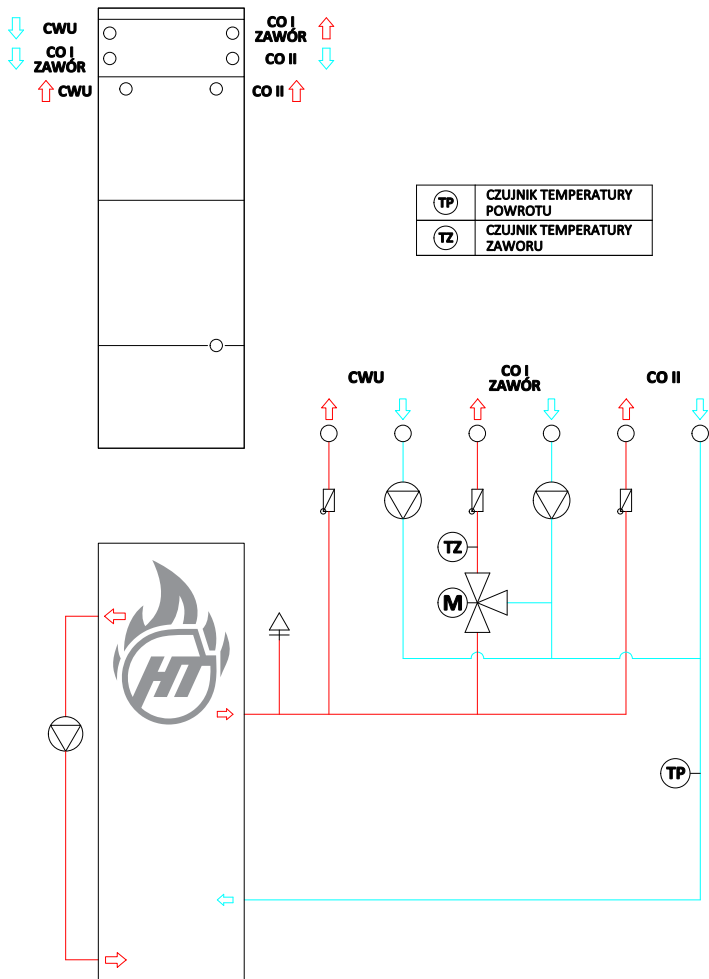 CWU
CO I
ZAWÓR
CO I
ZAWÓR
CO II
CWU
CO II
TP
CZUJNIK TEMPERATURY
POWROTU
TZ
CZUJNIK TEMPERATURY
ZAWORU
CWU
CO I
ZAWÓR
CO II
TZ
M
HT
TP